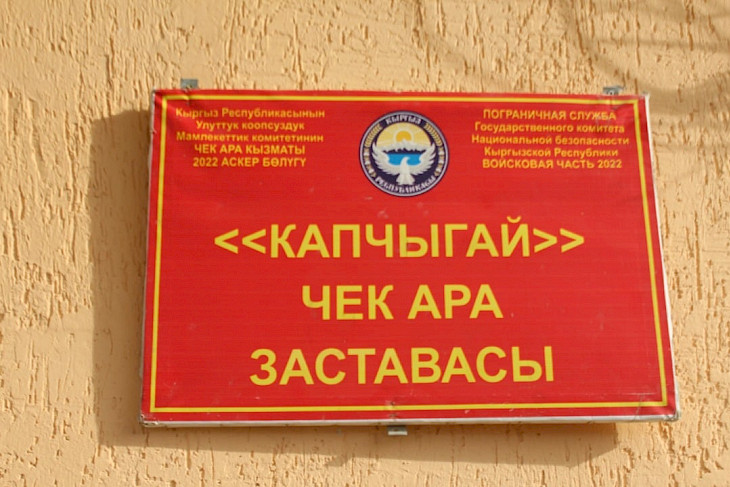 Кыргыз Республикасынын
Улуттук коопсуздук
Мамлекеттик комитетинин
ЧЕК АРА КЫЗМАТЫ
2022 АСКЕР БӨЛҮГҮ
КЫРГЫЗ
РЕСПУБЛИКАСЫ
ПОГРАНИЧНАЯ СЛУЖБА
Государственного комитета
Национальной безопасности
Кыргызской Республики
ВОЙСКОВАЯ ЧАСТЬ 2022
<<КАПЧЫГАЙ>>
ЧЕК АРА
ЗАСТАВАСЫ